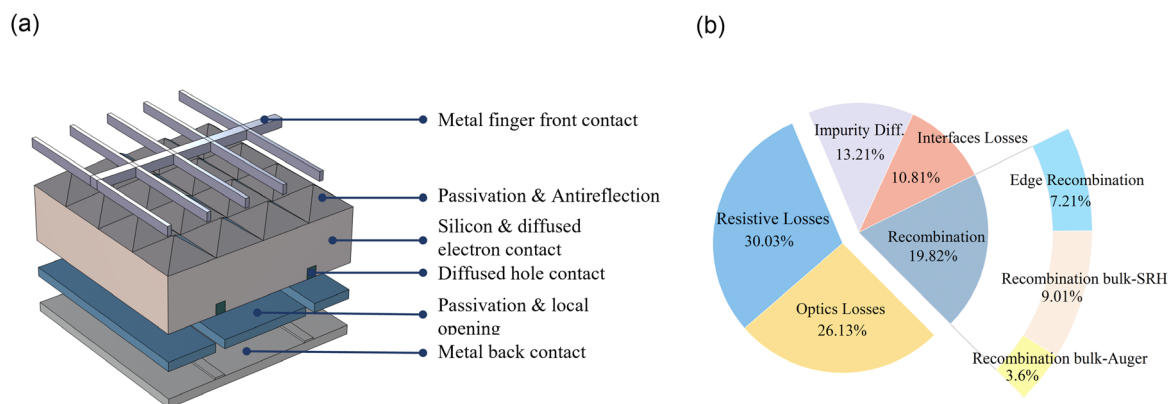 (a)
Metal finger front contact
Passivation & Antireflection
Silicon & diffused
electron contact
Diffused hole contact
Passivation & local
opening
Metal back contact
(b)
Impurity Diff.
13.21%
Interfaces Losses
10.81%
Resistive Losses
30.03%
Recombination
19.82%
Optics Losses
26.13%
Edge Recombination
7.21%
Recombination bulk-SRH
9.01%
Recombination bulk-Auger
3.6%